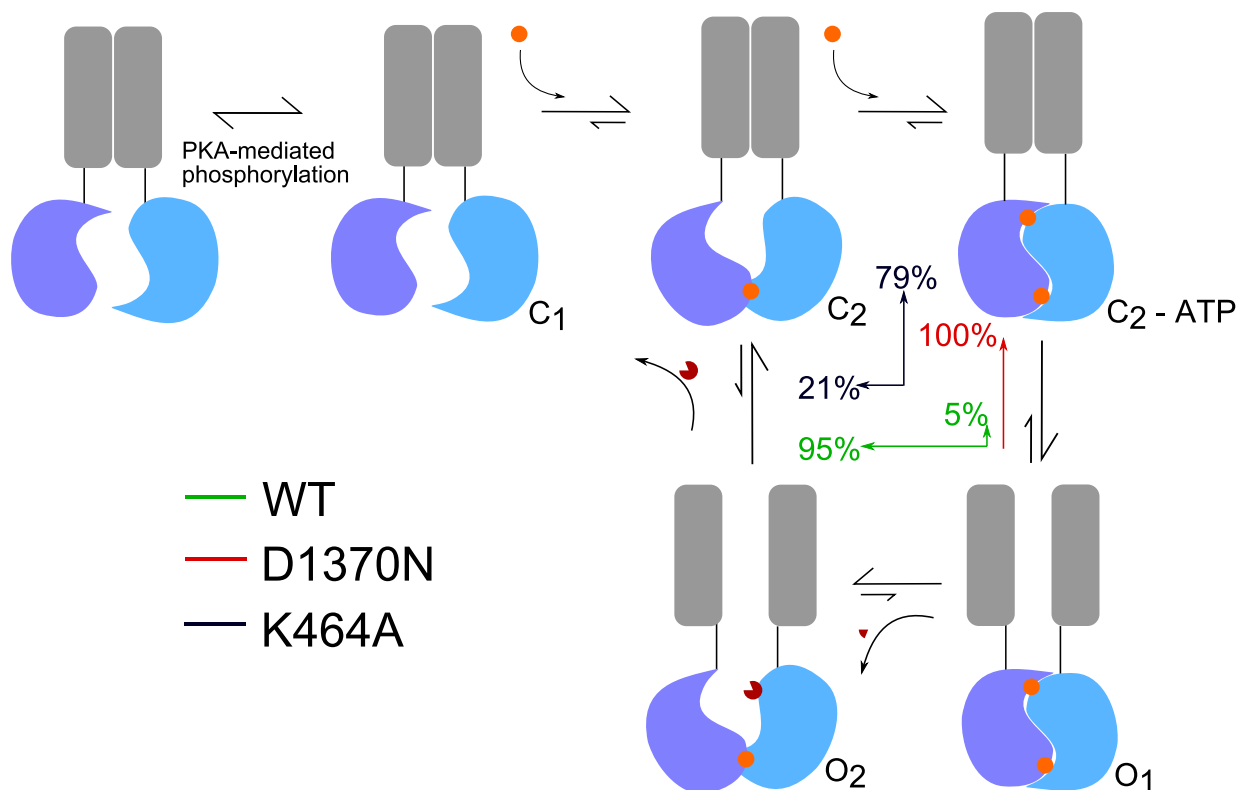 PKA-mediated
phosphorylation
C1
C2
C2 - ATP
79%
100%
21%
5%
95%
WT
D1370N
K464A
O2
O1